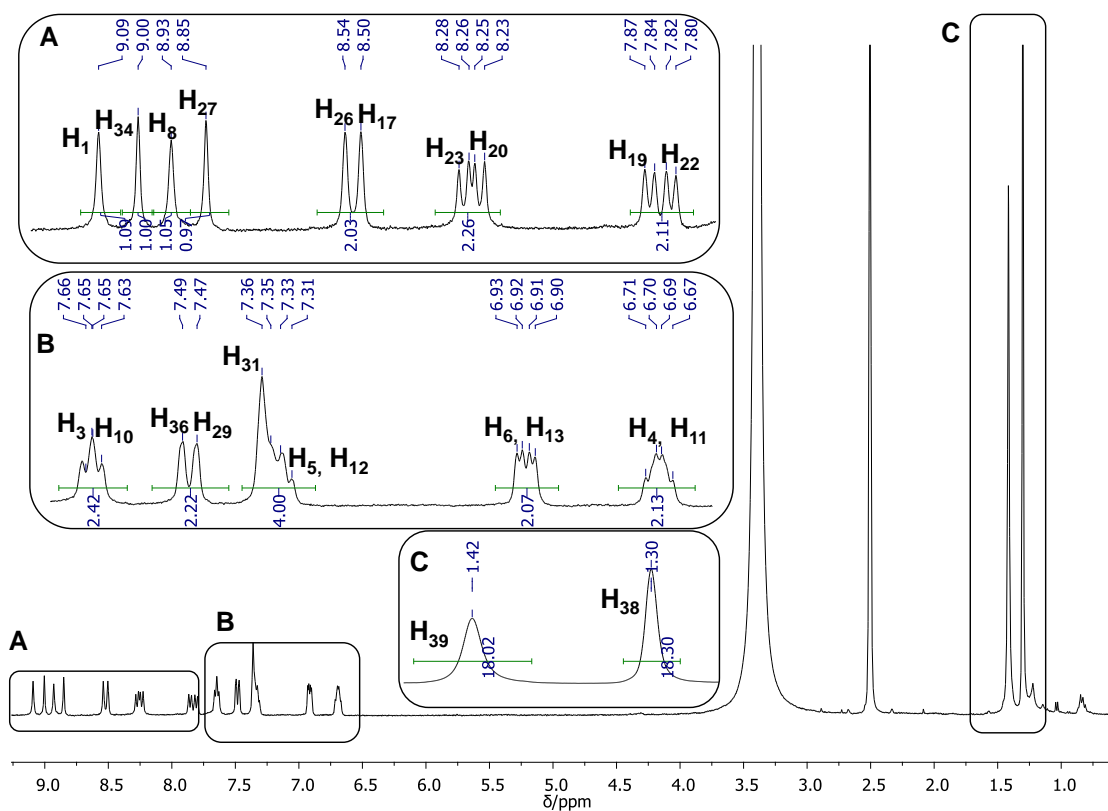 A
9.09 9.00 8.93 8.85 8.54 8.50 8.28 8.26 8.25 8.23 7.87 7.84 7.82 7.80
H1 H34 H8 H27 H26 H17 H23 H20 H19 H22
1.09 1.00 1.05 0.97 2.03 2.26 2.11
7.66 7.65 7.65 7.63 7.49 7.47 7.36 7.35 7.33 7.31 6.93 6.92 6.91 6.90 6.71 6.70 6.69 6.67
B
H3 H10 H36 H29 H31 H5, H12 H6, H13 H4, H11
2.42 2.22 4.00 2.07 2.13
C
1.42 1.30
H39 H38
18.02 18.30
A
B
C
9.0 8.5 8.0 7.5 7.0 6.5 6.0 5.5 5.0 4.5 4.0 3.5 3.0 2.5 2.0 1.5 1.0
δ/ppm